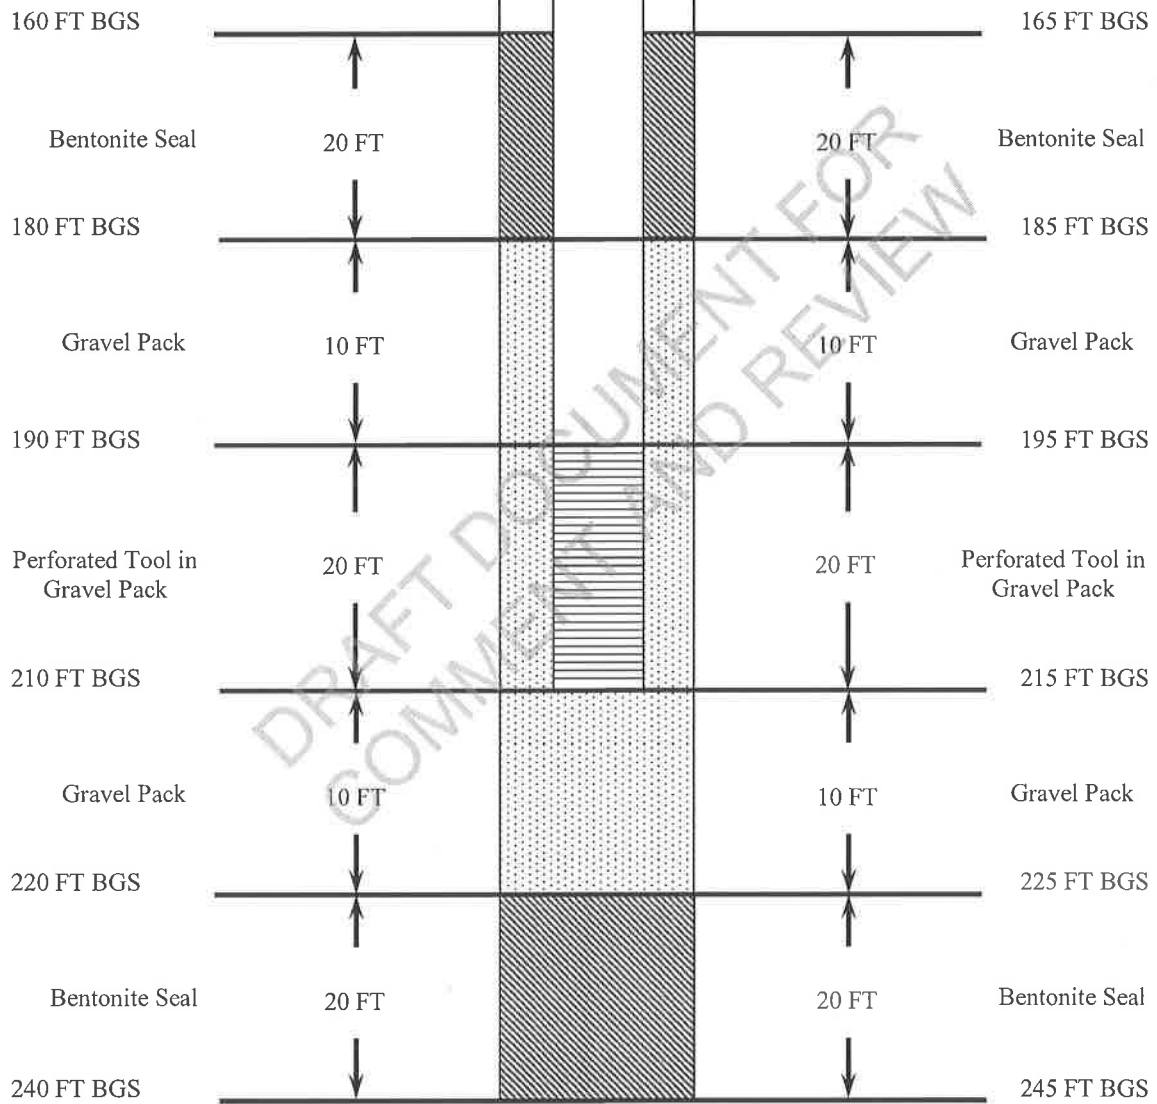 160 FT BGS 165 FT BGS
Bentonite Seal 20 FT 20 FT Bentonite Seal
180 FT BGS 185 FT BGS
Gravel Pack 10 FT 10 FT Gravel Pack
190 FT BGS 195 FT BGS
Perforated Tool in
Gravel Pack
20 FT 20 FT
Perforated Tool in
Gravel Pack
210 FT BGS 215 FT BGS
Gravel Pack 10 FT 10 FT Gravel Pack
220 FT BGS 225 FT BGS
Bentonite Seal 20 FT 20 FT Bentonite Seal
240 FT BGS 245 FT BGS
DRAFT DOCUMENT FOR
COMMENT AND REVIEW